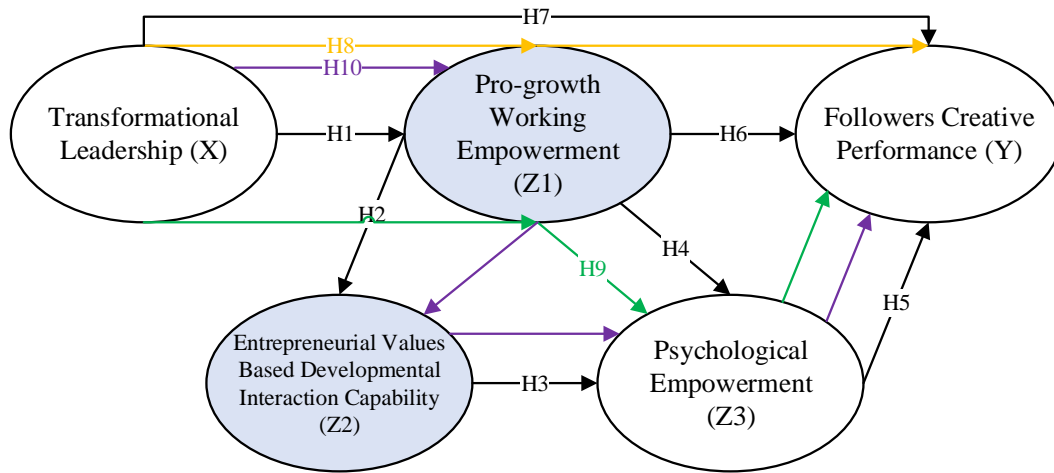 H7
H8
H10
Transformational
Leadership (X)
H1
Pro-growth
Working
Empowerment
(Z1)
H6
Followers Creative
Performance (Y)
H2
H9
H4
H5
Entrepreneurial Values
Based Developmental
Interaction Capability
(Z2)
H3
Psychological
Empowerment
(Z3)